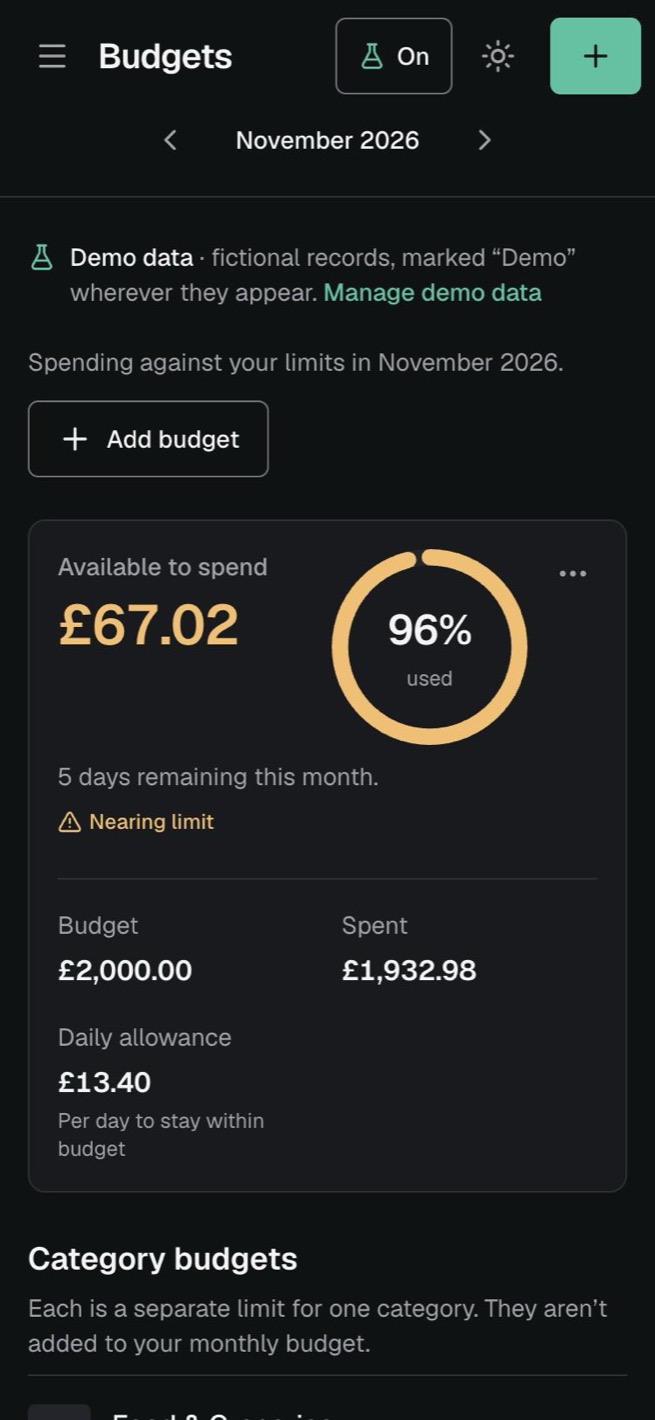 Budgets
On
November 2026
Demo data · fictional records, marked “Demo”
wherever they appear. Manage demo data
Spending against your limits in November 2026.
Add budget
Available to spend
£67.02
96%
used
5 days remaining this month.
Nearing limit
Budget
£2,000.00
Spent
£1,932.98
Daily allowance
£13.40
Per day to stay within
budget
Category budgets
Each is a separate limit for one category. They aren’t
added to your monthly budget.